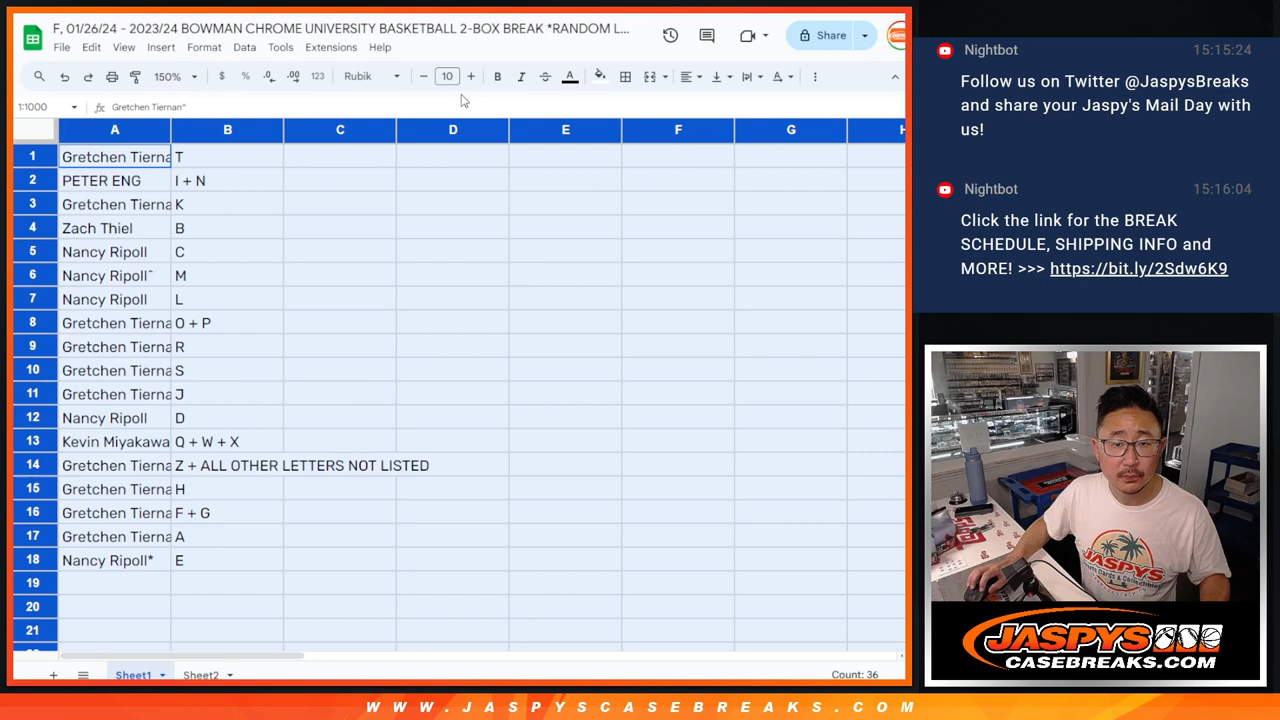 F, 01/26/24 - 2023/24 BOWMAN CHROME UNIVERSITY BASKETBALL 2-BOX BREAK *RANDOM L...
File Edit View Insert Format Data Tools Extensions Help
Share
150% $ % .0 .00 123 Rubik 10 B I A
1:1000 fx Gretchen Tiernan^
A B C D E F G H
1 Gretchen Tierna T
2 PETER ENG I + N
3 Gretchen Tierna K
4 Zach Thiel B
5 Nancy Ripoll C
6 Nancy Ripoll^ M
7 Nancy Ripoll L
8 Gretchen Tierna O + P
9 Gretchen Tierna R
10 Gretchen Tierna S
11 Gretchen Tierna J
12 Nancy Ripoll D
13 Kevin Miyakawa Q + W + X
14 Gretchen Tierna Z + ALL OTHER LETTERS NOT LISTED
15 Gretchen Tierna H
16 Gretchen Tierna F + G
17 Gretchen Tierna A
18 Nancy Ripoll* E
19
20
21
Sheet1 Sheet2 Count: 36
Nightbot 15:15:24
Follow us on Twitter @JaspysBreaks
and share your Jaspy's Mail Day with
us!
Nightbot 15:16:04
Click the link for the BREAK
SCHEDULE, SHIPPING INFO and
MORE! >>> https://bit.ly/2Sdw6K9
JASPYS
JASPYS
CASEBREAKS.COM
WWW.JASPYSCASEBREAKS.COM